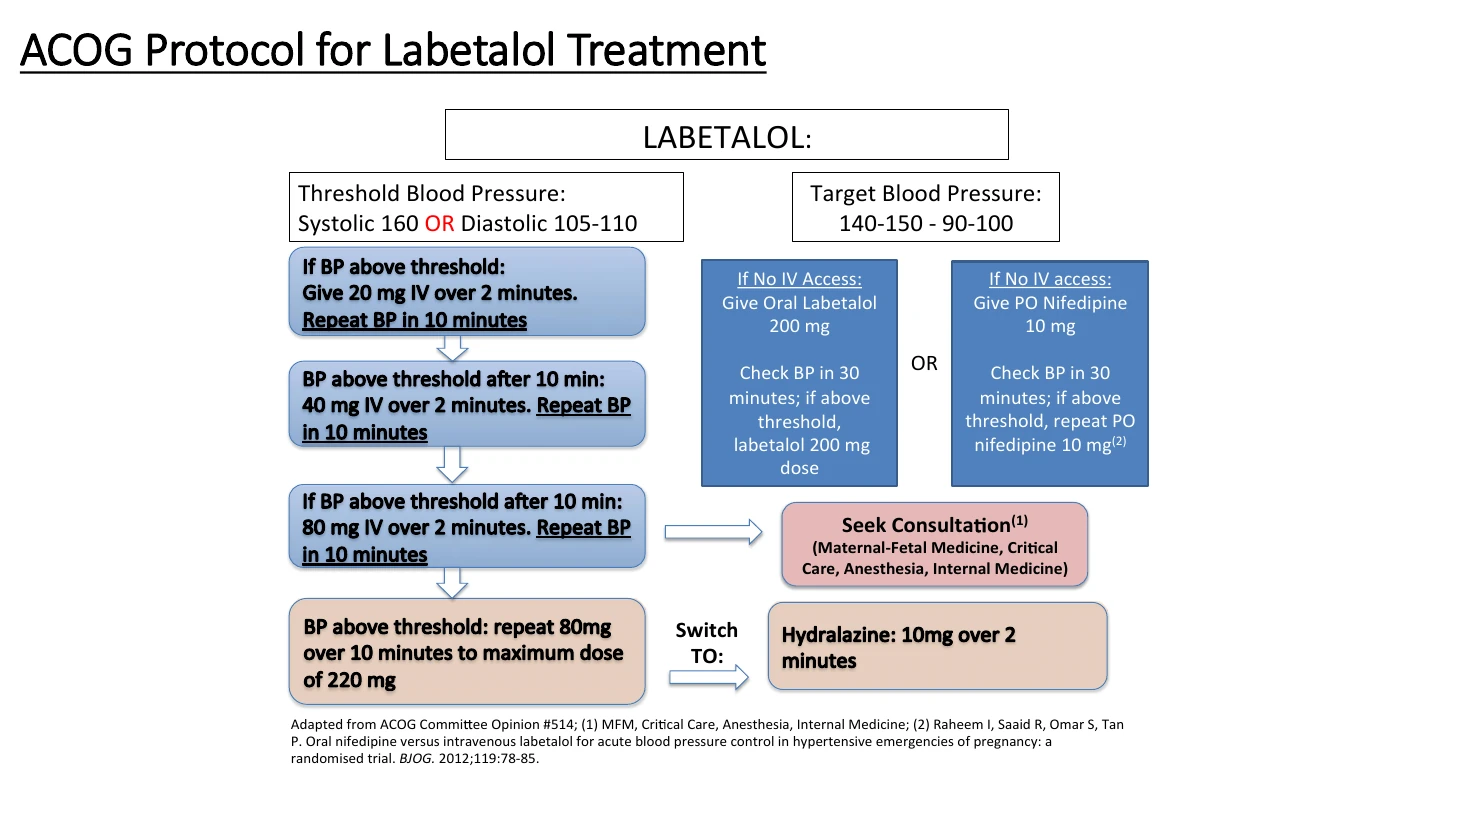 ACOG Protocol for Labetalol Treatment
LABETALOL:
Threshold Blood Pressure:
Systolic 160 OR Diastolic 105-110
Target Blood Pressure:
140-150 - 90-100
If BP above threshold:
Give 20 mg IV over 2 minutes.
Repeat BP in 10 minutes
BP above threshold after 10 min:
40 mg IV over 2 minutes. Repeat BP
in 10 minutes
If BP above threshold after 10 min:
80 mg IV over 2 minutes. Repeat BP
in 10 minutes
BP above threshold: repeat 80mg
over 10 minutes to maximum dose
of 220 mg
If No IV Access:
Give Oral Labetalol
200 mg
Check BP in 30
minutes; if above
threshold,
labetalol 200 mg
dose
OR
If No IV access:
Give PO Nifedipine
10 mg
Check BP in 30
minutes; if above
threshold, repeat PO
nifedipine 10 mg(2)
Seek Consultation(1)
(Maternal-Fetal Medicine, Critical
Care, Anesthesia, Internal Medicine)
Switch
TO:
Hydralazine: 10mg over 2
minutes
Adapted from ACOG Committee Opinion #514; (1) MFM, Critical Care, Anesthesia, Internal Medicine; (2) Raheem I, Saaid R, Omar S, Tan
P. Oral nifedipine versus intravenous labetalol for acute blood pressure control in hypertensive emergencies of pregnancy: a
randomised trial. BJOG. 2012;119:78-85.